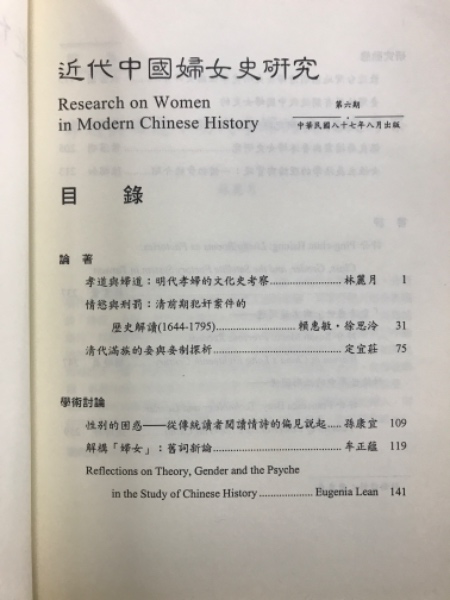 近代中國婦女史研究
Research on Women
in Modern Chinese History
第六期
中華民國八十七年八月出版
目 錄
論 著
孝道與婦道:明代孝婦的文化史考察........................林麗月 1
情慾與刑罰:清前期犯奸案件的
歷史解讀(1644-1795)........................賴惠敏・徐思泠 31
清代滿族的妾與妾制探析........................定宜莊 75
學術討論
性別的困惑——從傳統讀者閱讀情詩的偏見説起.....孫康宜 109
解構「婦女」:舊詞新論........................牟正蘊 119
Reflections on Theory, Gender and the Psyche
in the Study of Chinese History.................. Eugenia Lean 141